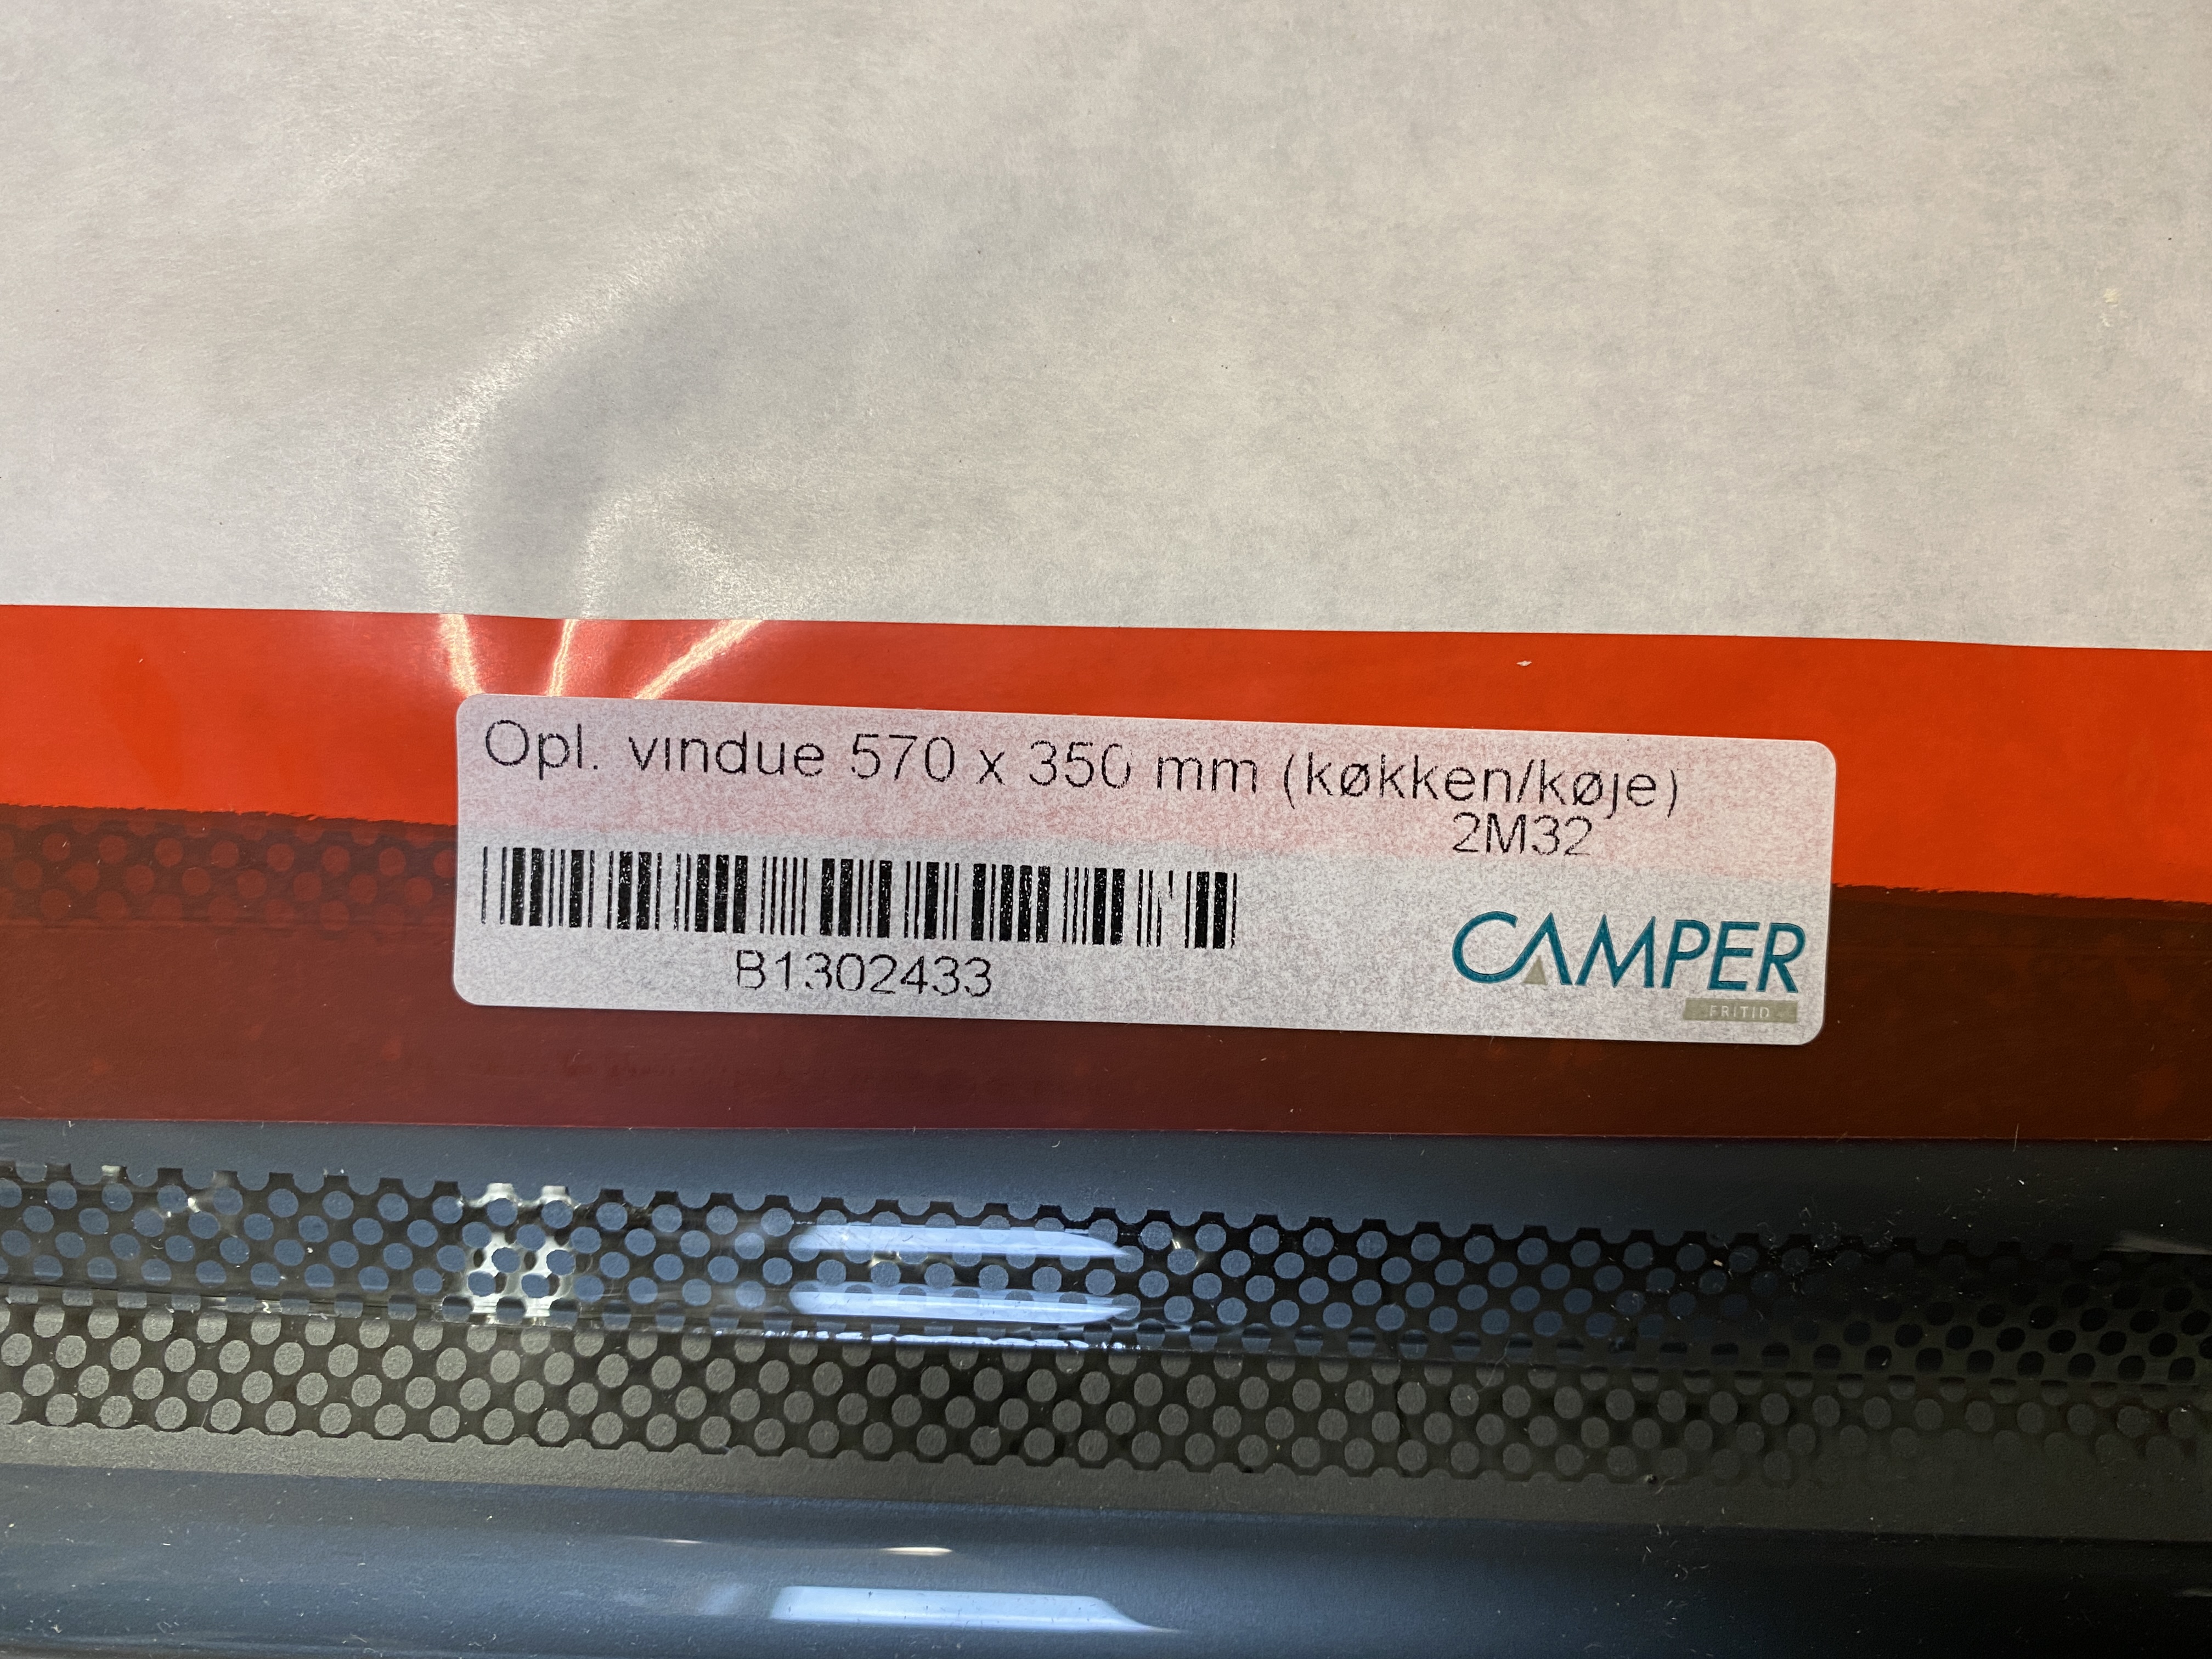 Opl. vindue 570 x 350 mm (køkken/køje)
2M32
B1302433
CAMPER
FRITID